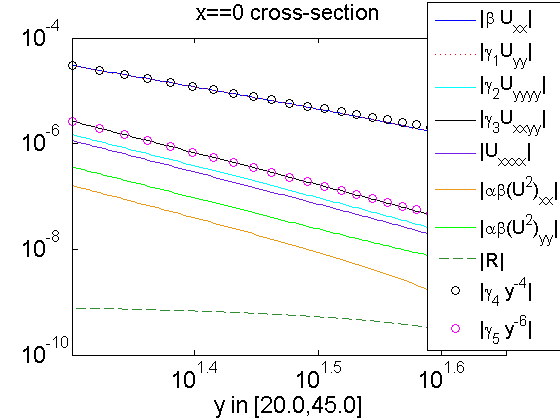 x==0 cross-section
10^-4
10^-6
10^-8
10^-10
10^1.4
10^1.5
10^1.6
y in [20.0,45.0]
|β U_xx|
|γ_1 U_yy|
|γ_2 U_yyyy|
|γ_3 U_xxyy|
|U_xxxx|
|αβ(U^2)_xx|
|αβ(U^2)_yy|
|R|
|γ_4 y^-4|
|γ_5 y^-6|